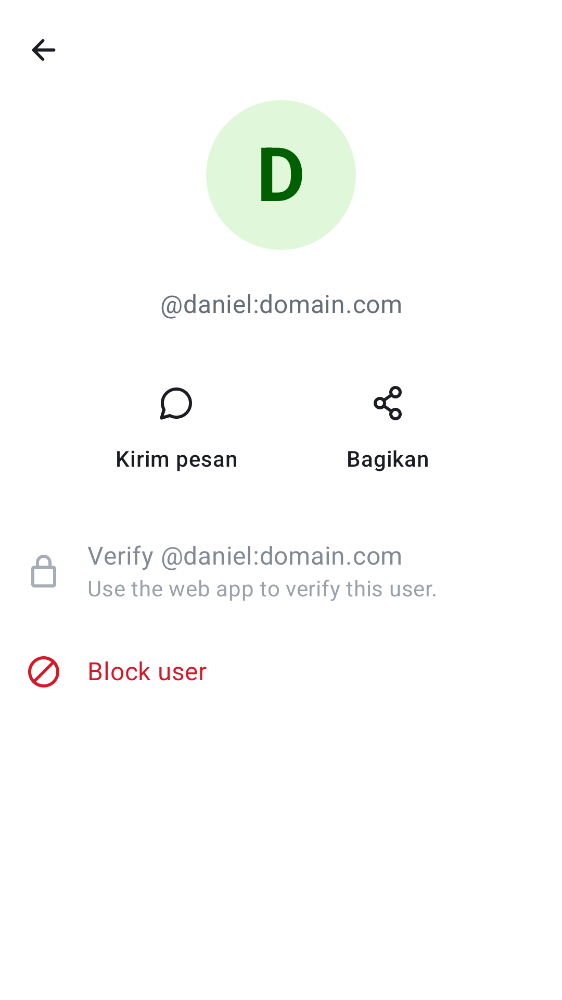 D
@daniel:domain.com
Kirim pesan
Bagikan
Verify @daniel:domain.com
Use the web app to verify this user.
Block user